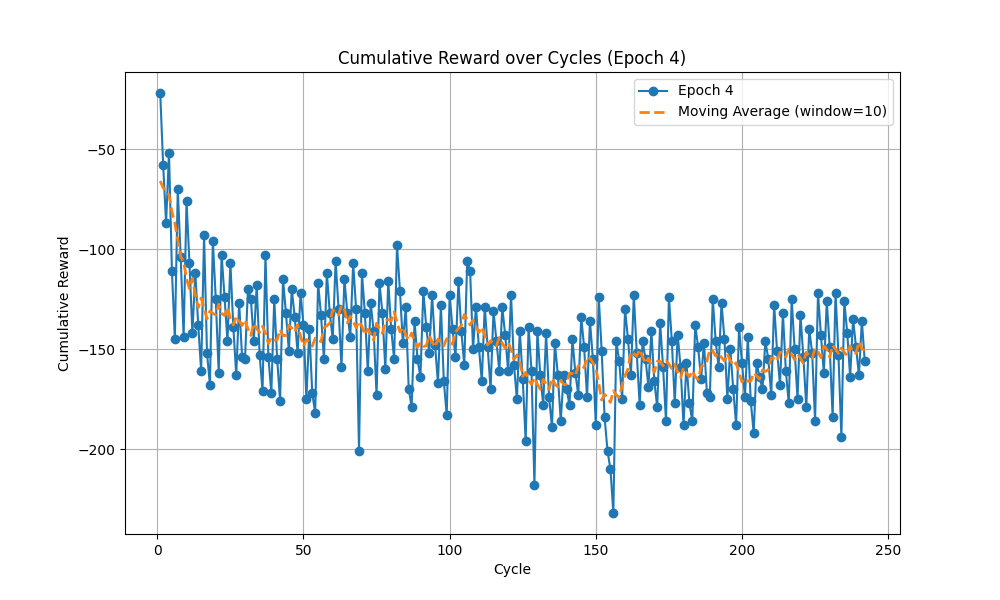 Cumulative Reward over Cycles (Epoch 4)
Epoch 4
Moving Average (window=10)
Cumulative Reward
−50
−100
−150
−200
0
50
100
150
200
250
Cycle